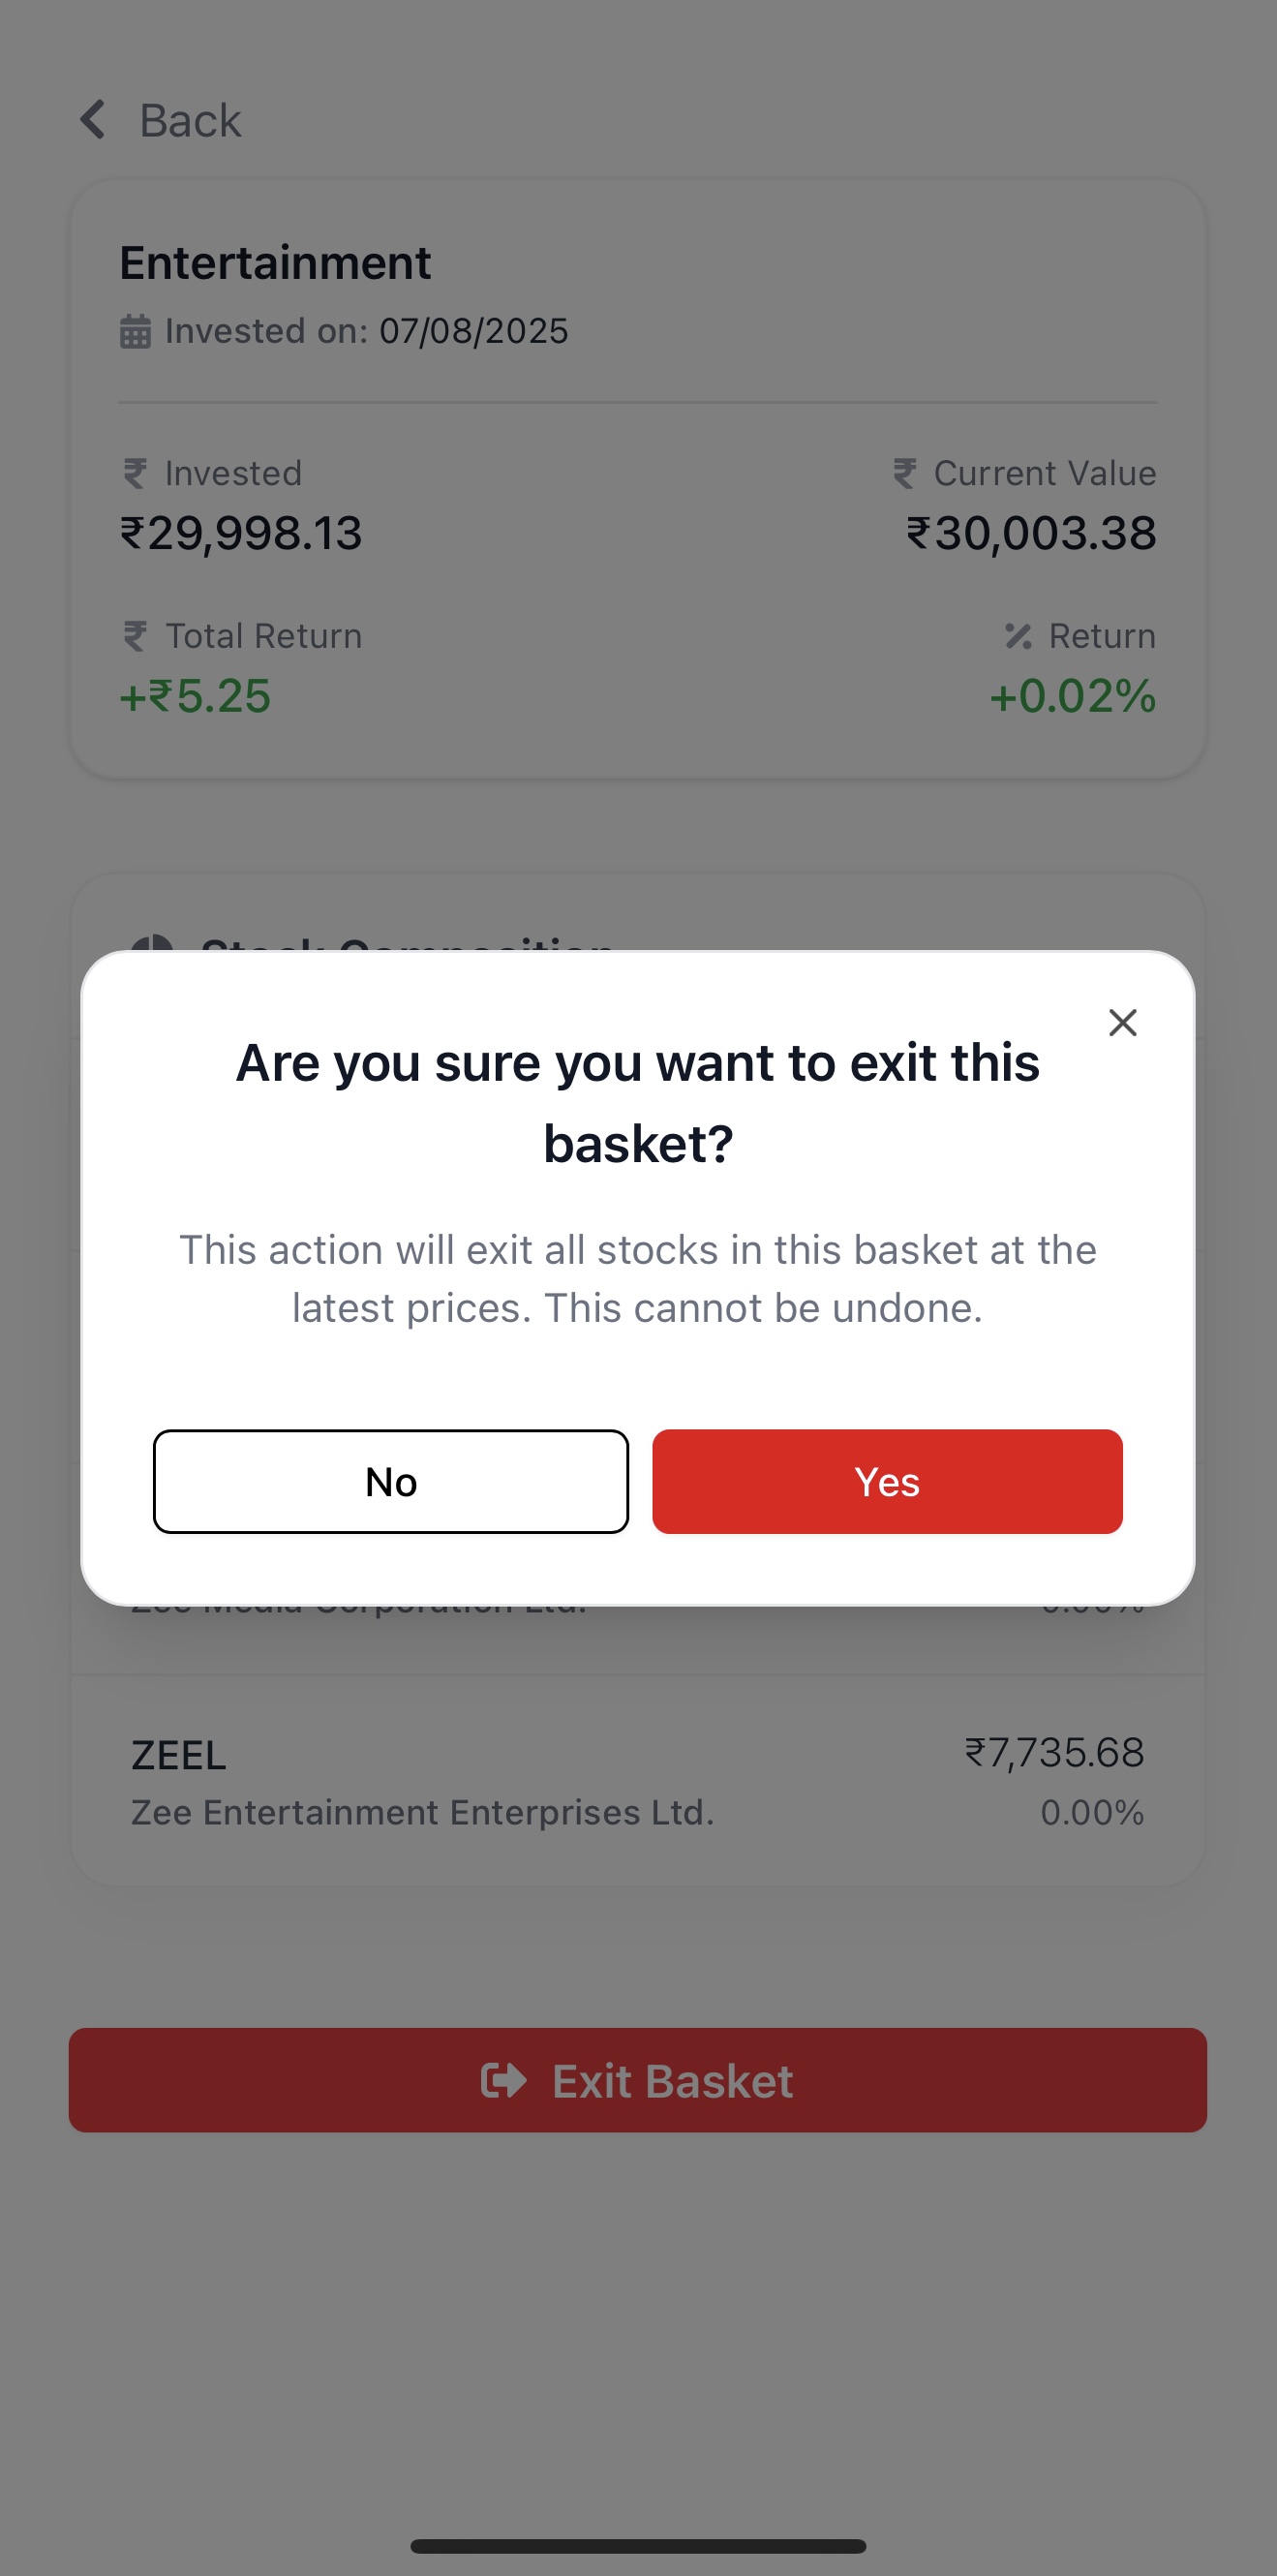 Back
Entertainment
Invested on: 07/08/2025
₹ Invested
₹ Current Value
₹29,998.13
₹30,003.38
₹ Total Return
% Return
+₹5.25
+0.02%
Stock Composition
Are you sure you want to exit this
basket?
This action will exit all stocks in this basket at the
latest prices. This cannot be undone.
No
Yes
Zee Media Corporation Ltd.
0.00%
ZEEL
₹7,735.68
Zee Entertainment Enterprises Ltd.
0.00%
Exit Basket